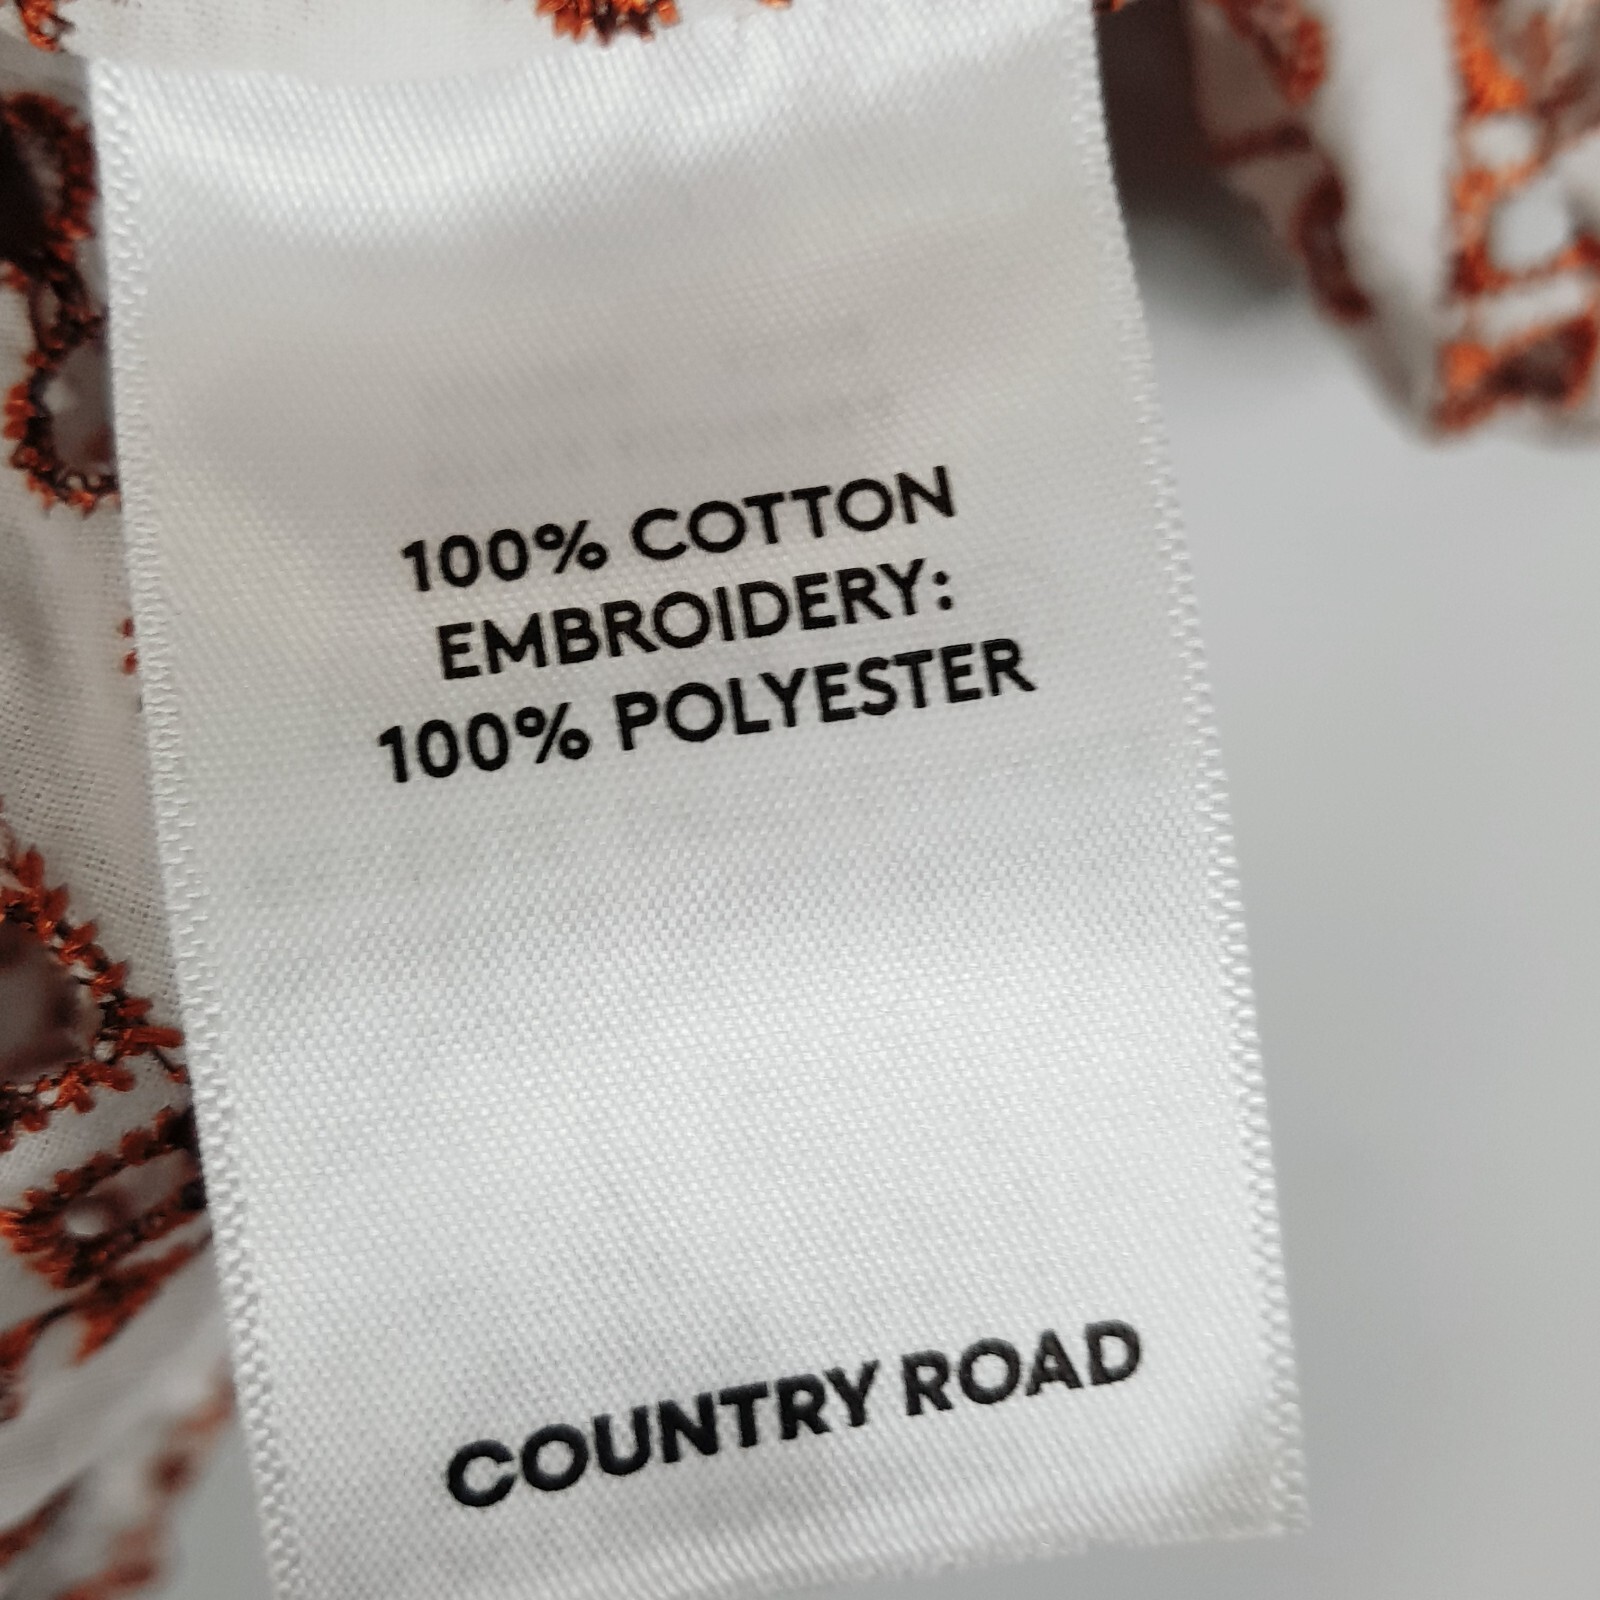 100% COTTON
EMBROIDERY:
100% POLYESTER
COUNTRY ROAD